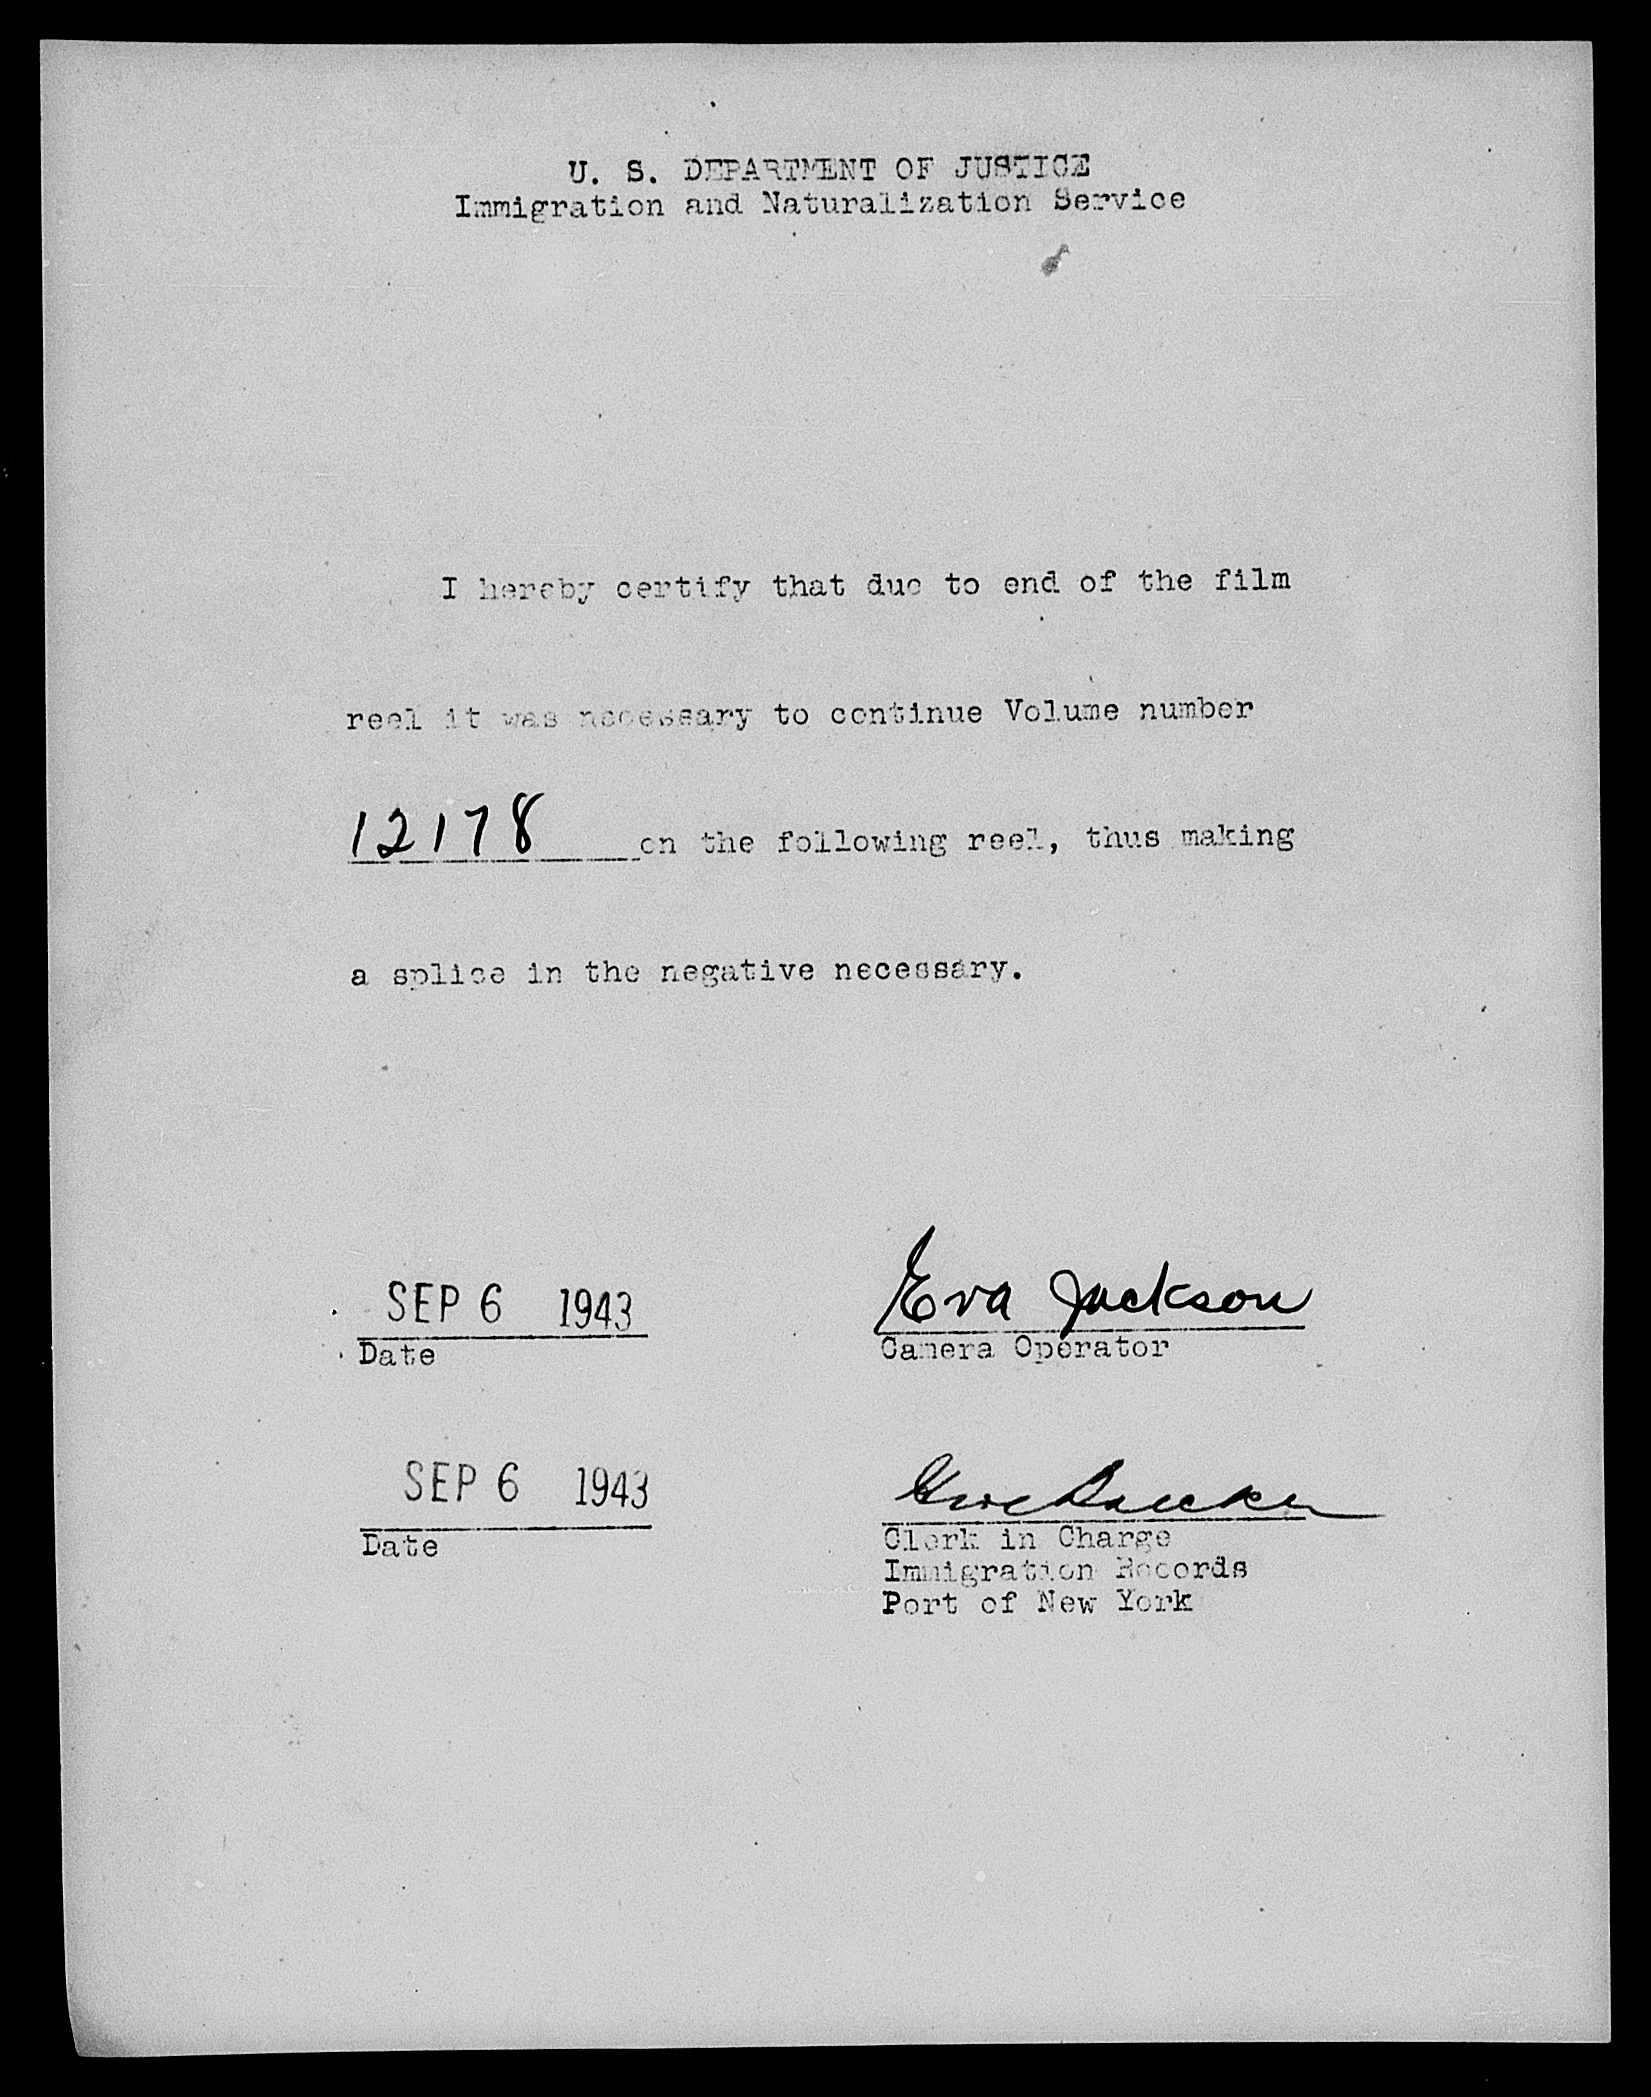 U. S. DEPARTMENT OF JUSTICE
Immigration and Naturalization Service
I hereby certify that due to end of the film
reel it was necessary to continue Volume number
12178 on the following reel, thus making
a splice in the negative necessary.
SEP 6 1943 Eva Jackson
Date Camera Operator
SEP 6 1943
Date Clerk in Charge
Immigration Records
Port of New York